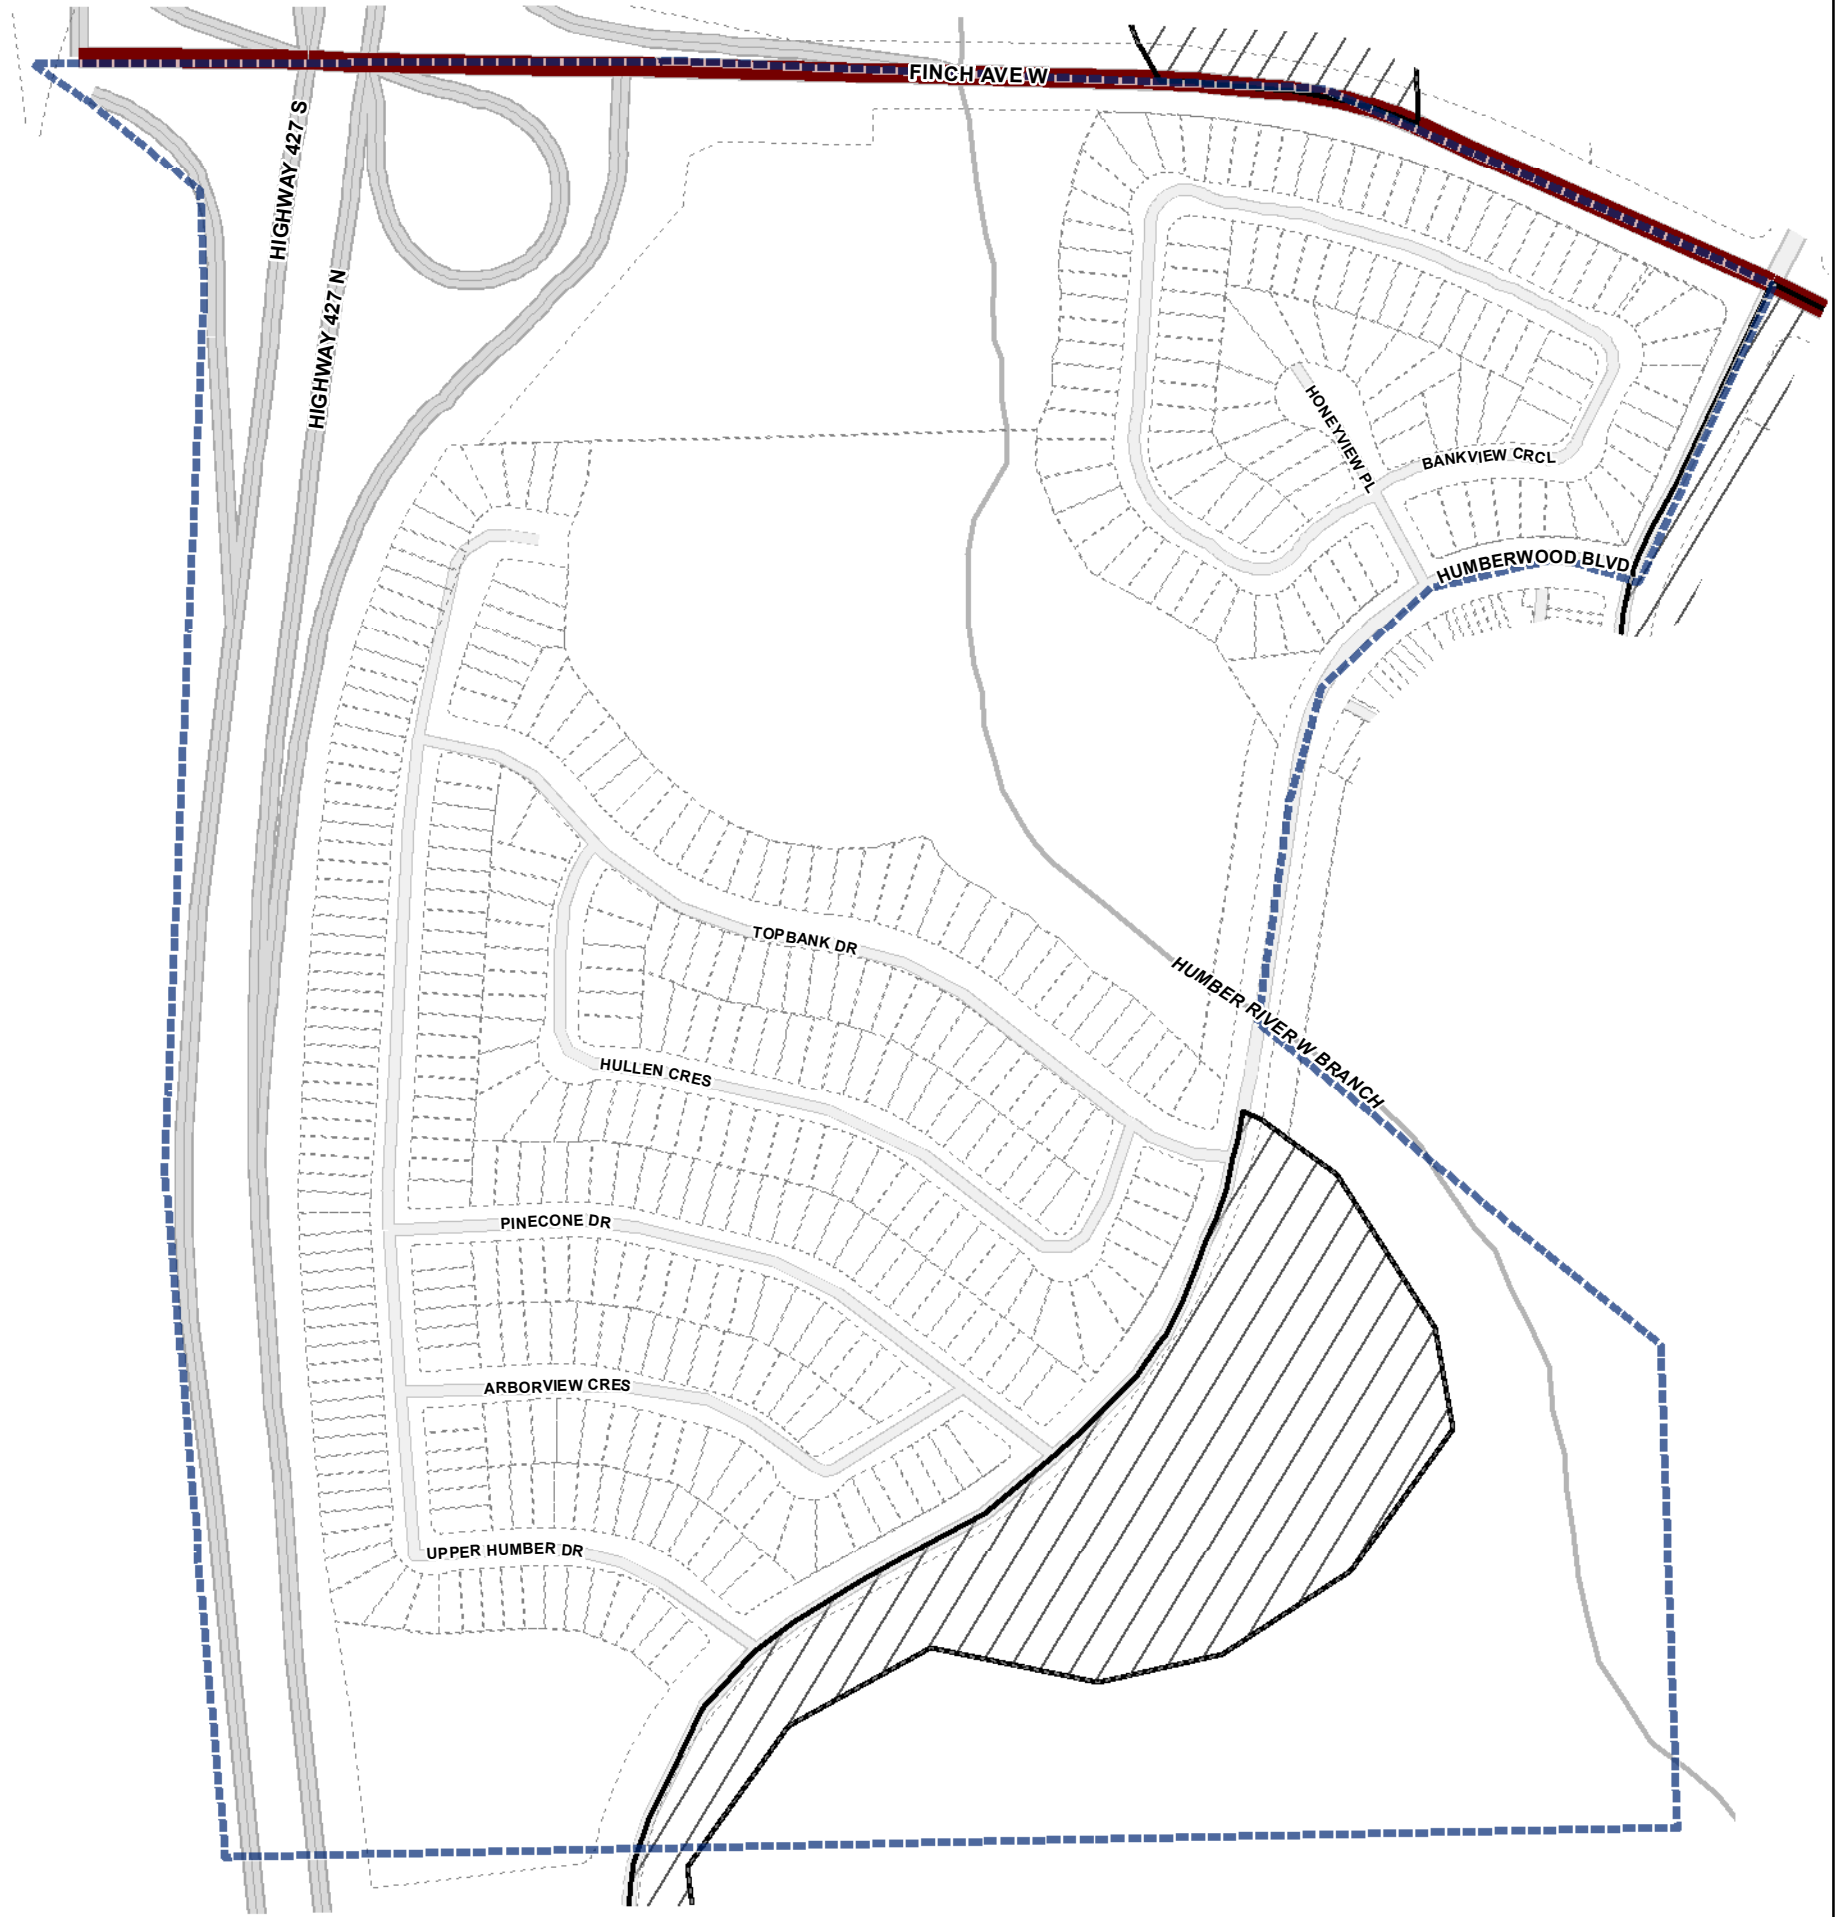 FINCH AVE W
HIGHWAY 427 S
HIGHWAY 427 N
HONEYVIEW PL
BANKVIEW CRCL
HUMBERWOOD BLVD
TOPBANK DR
HUMBER RIVER W BRANCH
HULLEN CRES
PINECONE DR
ARBORVIEW CRES
UPPER HUMBER DR